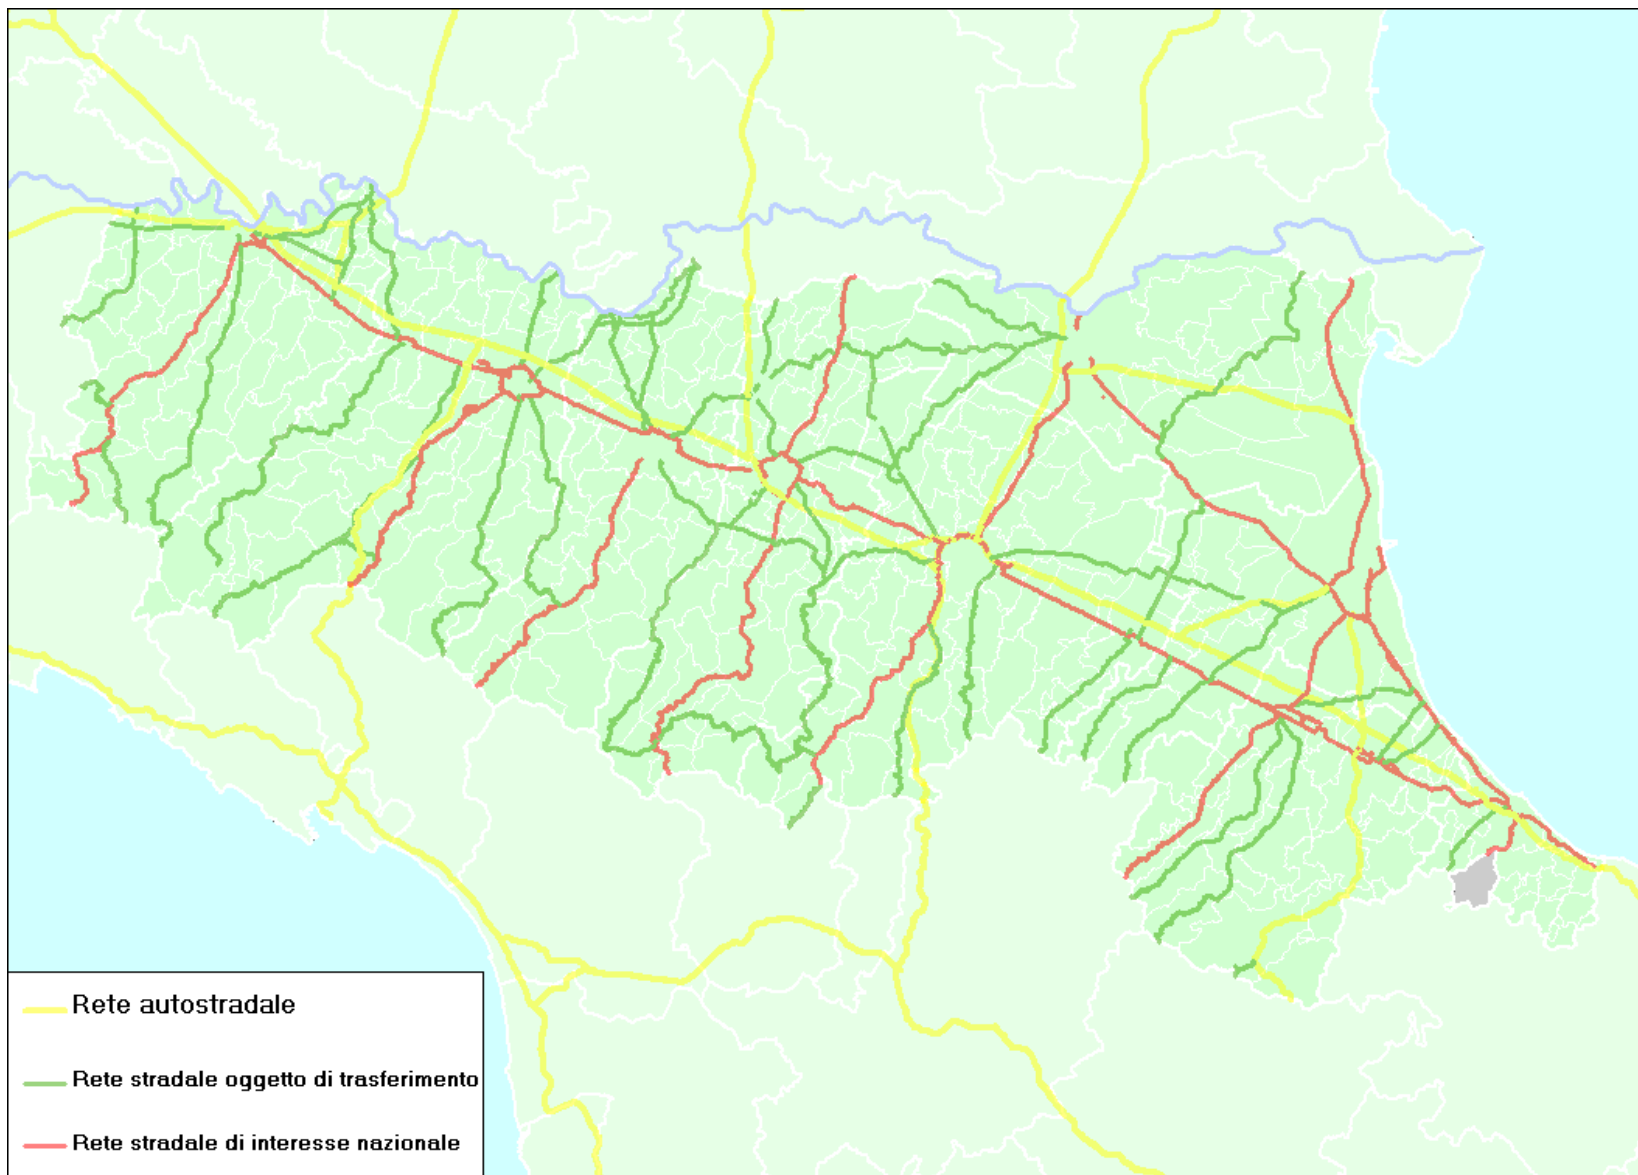 Rete autostradale
Rete stradale oggetto di trasferimento
Rete stradale di interesse nazionale